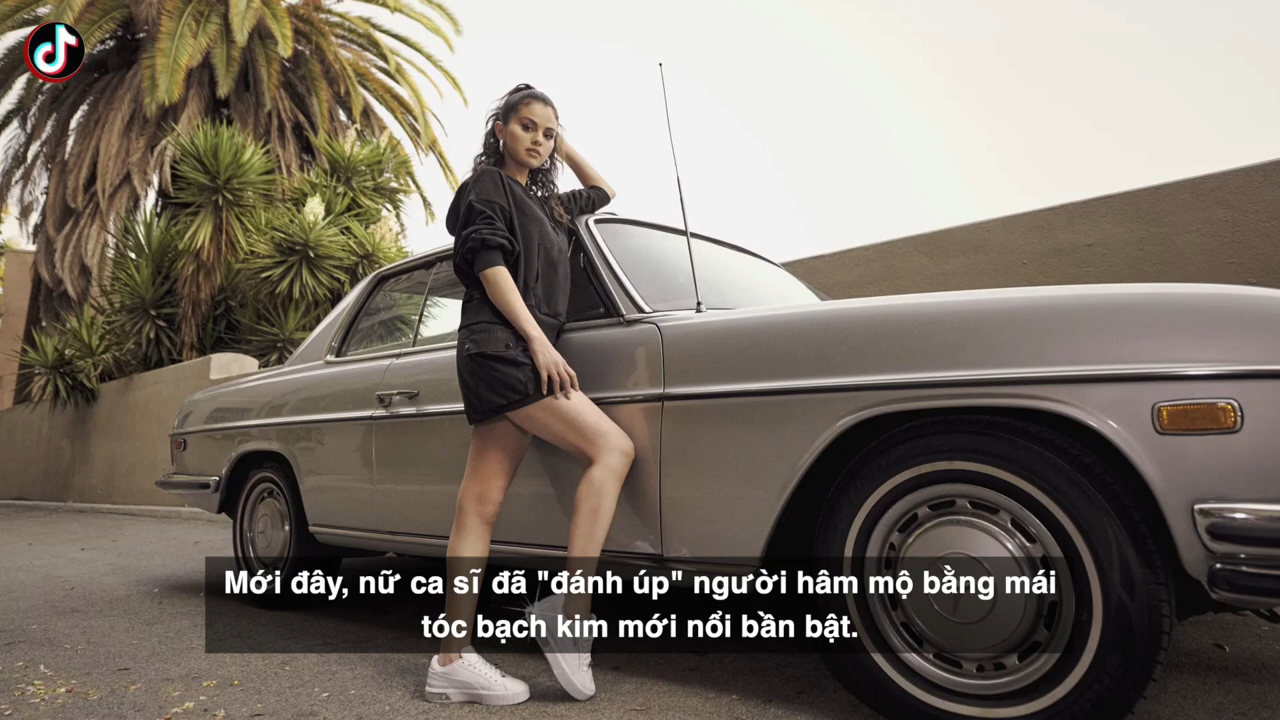 Mới đây, nữ ca sĩ đã "đánh úp" người hâm mộ bằng mái
tóc bạch kim mới nổi bần bật.